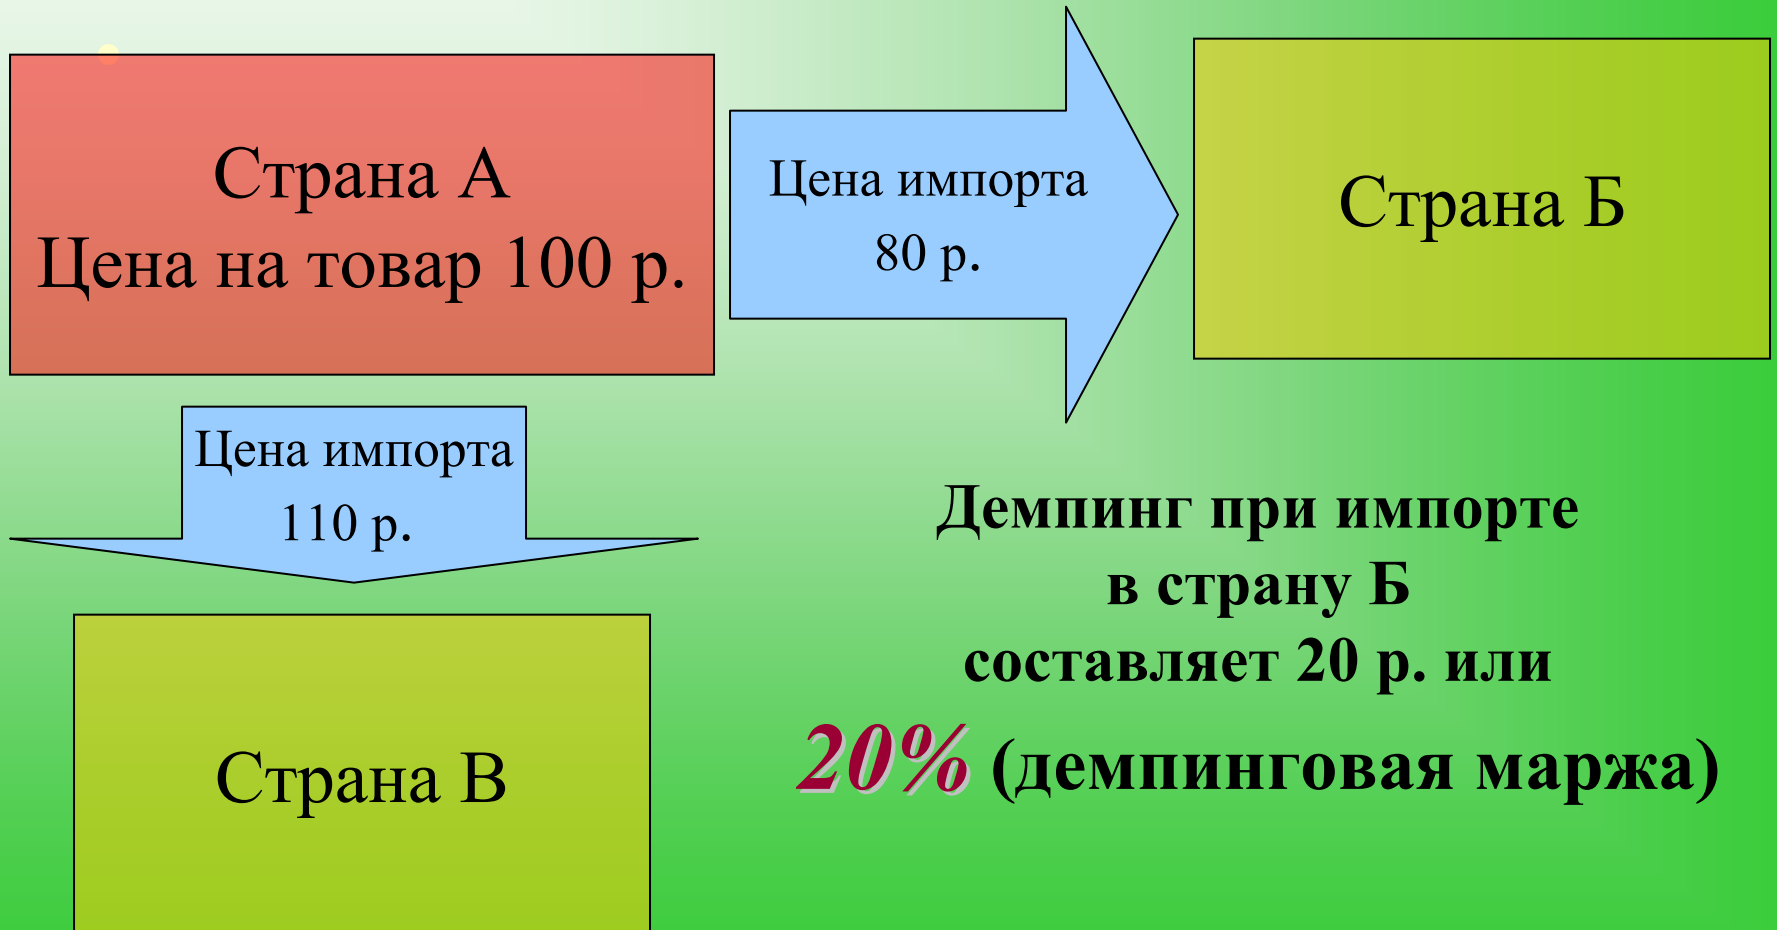 Страна А
Цена на товар 100 р.
Цена импорта
80 р.
Страна Б
Цена импорта
110 р.
Страна В
Демпинг при импорте
в страну Б
составляет 20 р. или
20% (демпинговая маржа)